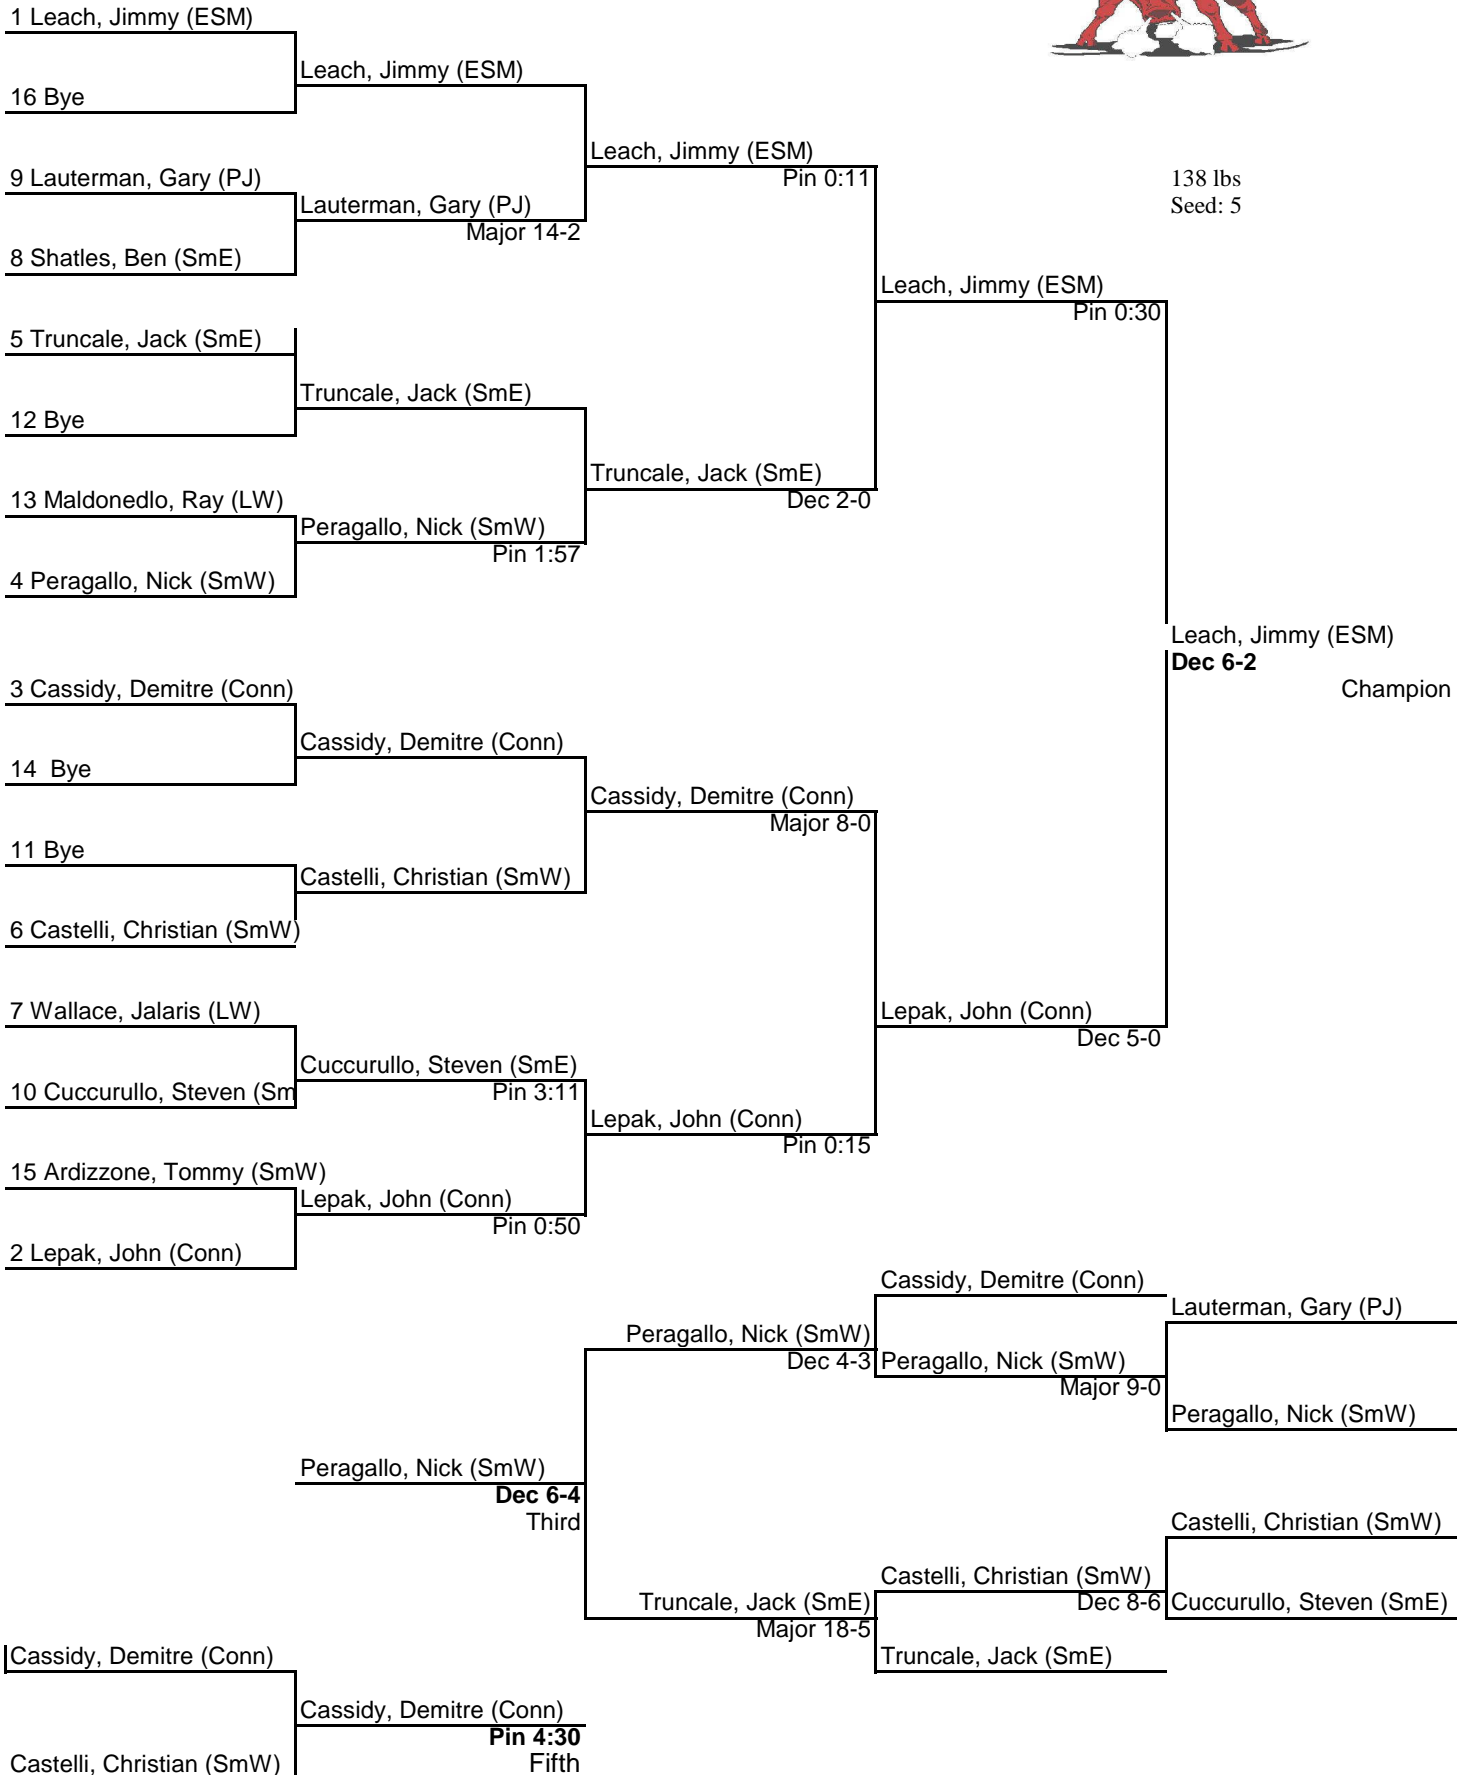 1 Leach, Jimmy (ESM)
Leach, Jimmy (ESM)
16 Bye
Leach, Jimmy (ESM)
Pin 0:11
9 Lauterman, Gary (PJ)
138 lbs
Seed: 5
Lauterman, Gary (PJ)
Major 14-2
8 Shatles, Ben (SmE)
Leach, Jimmy (ESM)
Pin 0:30
5 Truncale, Jack (SmE)
Truncale, Jack (SmE)
12 Bye
Truncale, Jack (SmE)
Dec 2-0
13 Maldonedlo, Ray (LW)
Peragallo, Nick (SmW)
Pin 1:57
4 Peragallo, Nick (SmW)
Leach, Jimmy (ESM)
Dec 6-2
Champion
3 Cassidy, Demitre (Conn)
Cassidy, Demitre (Conn)
14 Bye
Cassidy, Demitre (Conn)
Major 8-0
11 Bye
Castelli, Christian (SmW)
6 Castelli, Christian (SmW)
7 Wallace, Jalaris (LW)
Lepak, John (Conn)
Dec 5-0
Cuccurullo, Steven (SmE)
Pin 3:11
10 Cuccurullo, Steven (Sm
Lepak, John (Conn)
Pin 0:15
15 Ardizzone, Tommy (SmW)
Lepak, John (Conn)
Pin 0:50
2 Lepak, John (Conn)
Cassidy, Demitre (Conn)
Lauterman, Gary (PJ)
Peragallo, Nick (SmW)
Dec 4-3
Peragallo, Nick (SmW)
Major 9-0
Peragallo, Nick (SmW)
Peragallo, Nick (SmW)
Dec 6-4
Third
Castelli, Christian (SmW)
Castelli, Christian (SmW)
Dec 8-6
Truncale, Jack (SmE)
Major 18-5
Cuccurullo, Steven (SmE)
Truncale, Jack (SmE)
Cassidy, Demitre (Conn)
Cassidy, Demitre (Conn)
Pin 4:30
Fifth
Castelli, Christian (SmW)